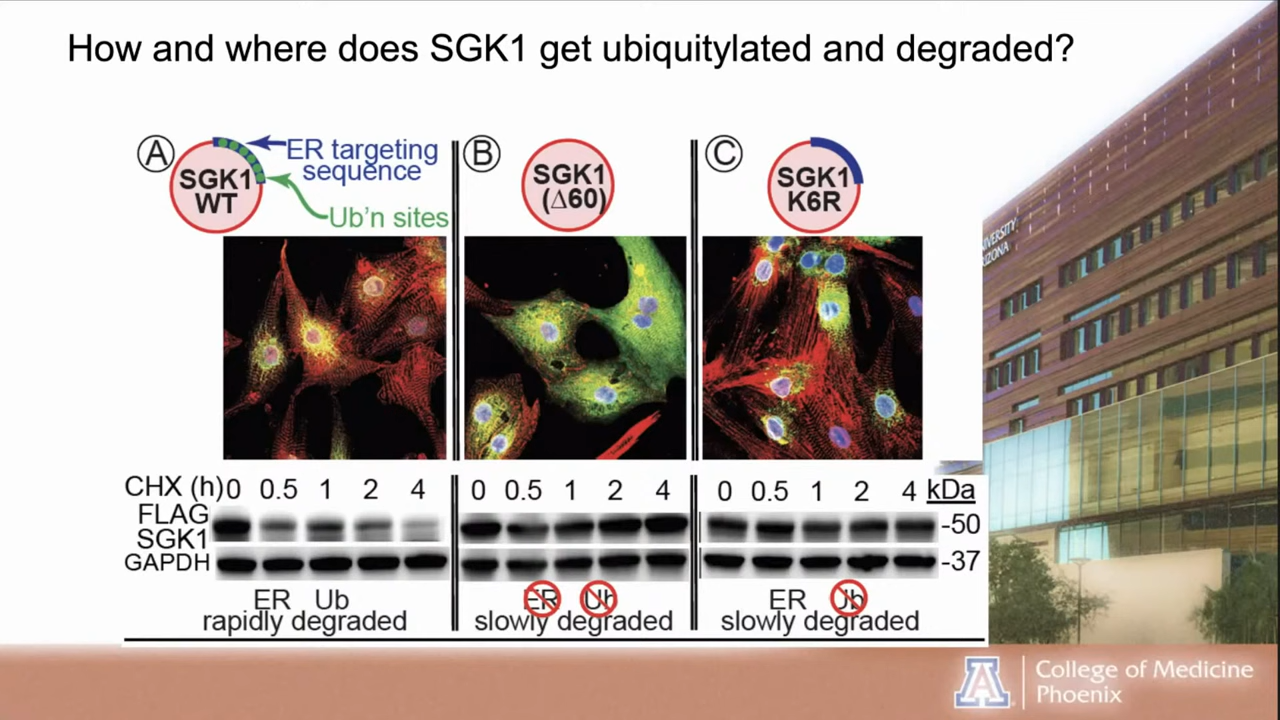 How and where does SGK1 get ubiquitylated and degraded?
A
SGK1
WT
ER targeting
sequence
Ub'n sites
B
SGK1
(Δ60)
C
SGK1
K6R
CHX (h) 0 0.5 1 2 4
0 0.5 1 2 4
0 0.5 1 2 4 kDa
FLAG
SGK1
-50
GAPDH
-37
ER Ub
rapidly degraded
ER Ub
slowly degraded
ER Ub
slowly degraded
A
College of Medicine
Phoenix